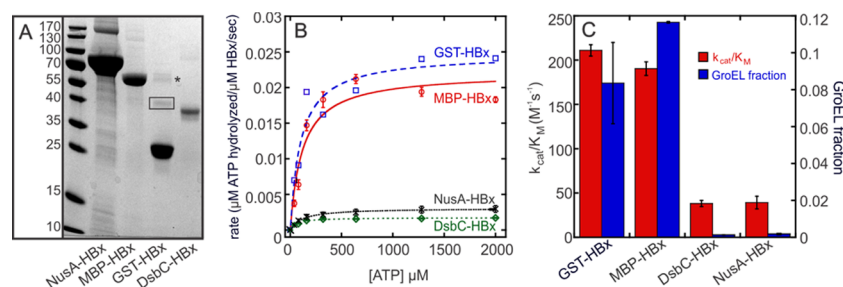 A
170
130
100
70
55
40
35
25
15
10
*
NusA-HBx
MBP-HBx
GST-HBx
DsbC-HBx
B
rate (μM ATP hydrolyzed/μM HBx/sec)
0.03
0.025
0.02
0.015
0.01
0.005
0
GST-HBx
MBP-HBx
NusA-HBx
DsbC-HBx
0 500 1000 1500 2000
[ATP] μM
C
kcat/KM (M-1s-1)
250
200
150
100
50
0
kcat/KM
GroEL fraction
0.12
0.1
0.08
0.06
0.04
0.02
0
GroEL fraction
GST-HBx
MBP-HBx
DsbC-HBx
NusA-HBx